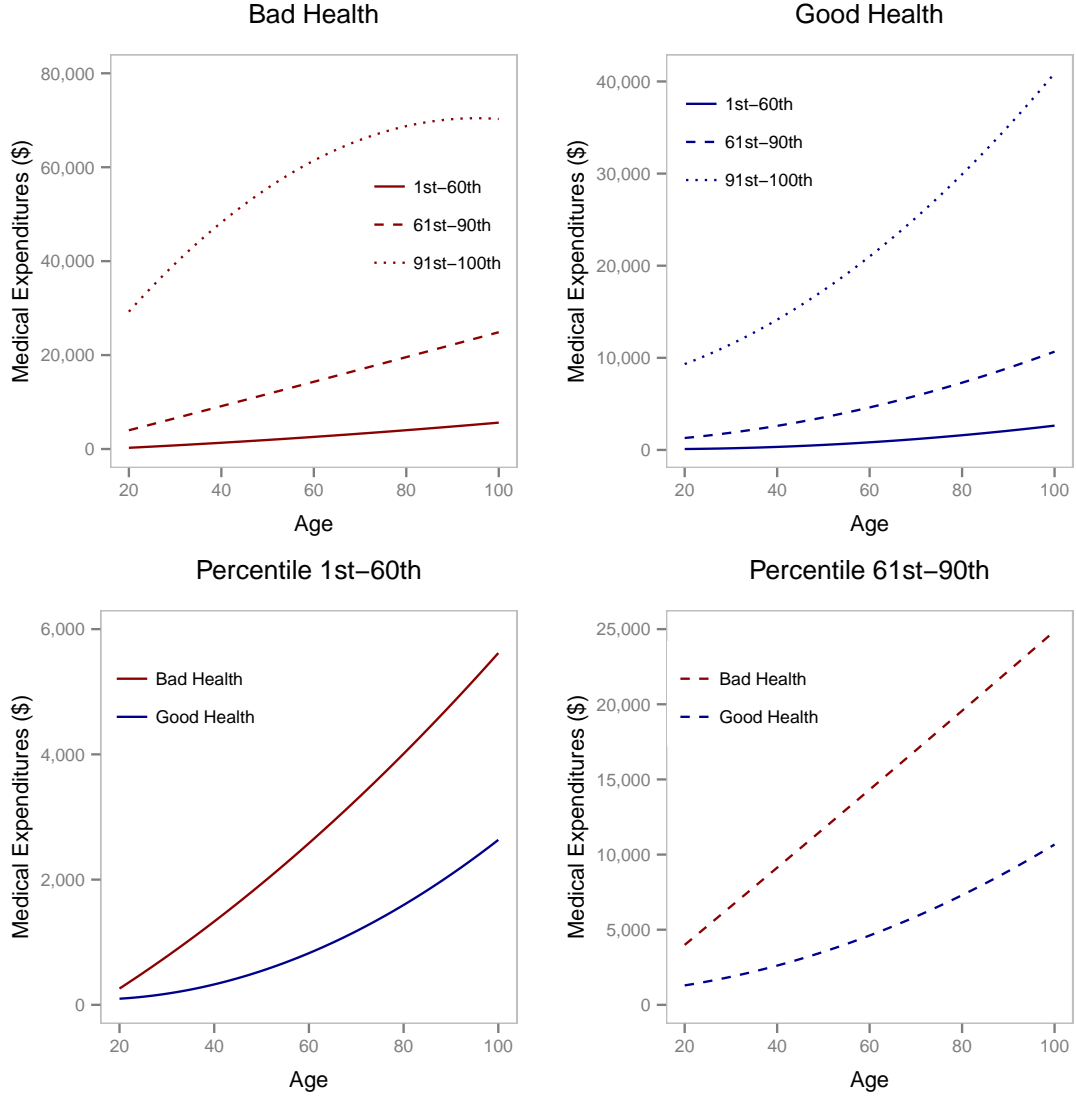 Bad Health
Medical Expenditures ($)
80,000
60,000
40,000
20,000
0
1st−60th
61st−90th
91st−100th
20 40 60 80 100
Age
Good Health
Medical Expenditures ($)
40,000
30,000
20,000
10,000
0
1st−60th
61st−90th
91st−100th
20 40 60 80 100
Age
Percentile 1st−60th
Medical Expenditures ($)
6,000
4,000
2,000
0
Bad Health
Good Health
20 40 60 80 100
Age
Percentile 61st−90th
Medical Expenditures ($)
25,000
20,000
15,000
10,000
5,000
0
Bad Health
Good Health
20 40 60 80 100
Age